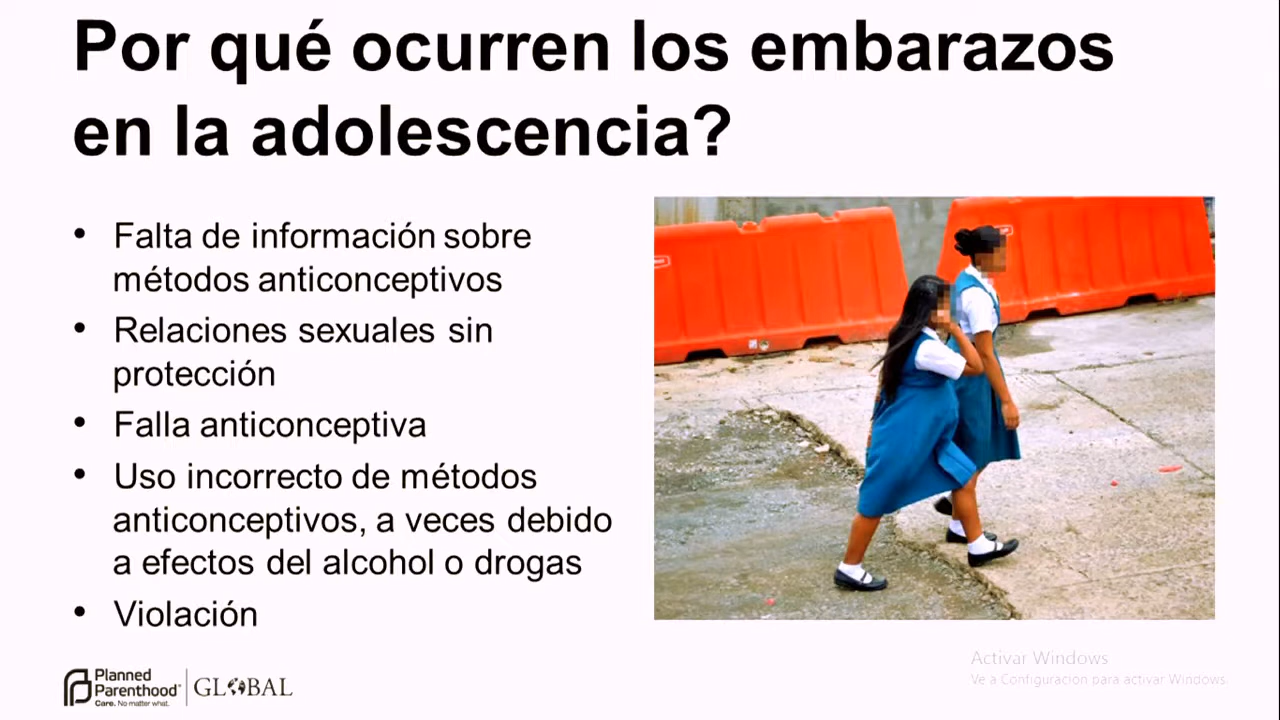 Por qué ocurren los embarazos
en la adolescencia?
• Falta de información sobre
métodos anticonceptivos
• Relaciones sexuales sin
protección
• Falla anticonceptiva
• Uso incorrecto de métodos
anticonceptivos, a veces debido
a efectos del alcohol o drogas
• Violación
Planned
Parenthood®
Care. No matter what.
GLOBAL
Activar Windows
Ve a Configuración para activar Windows.